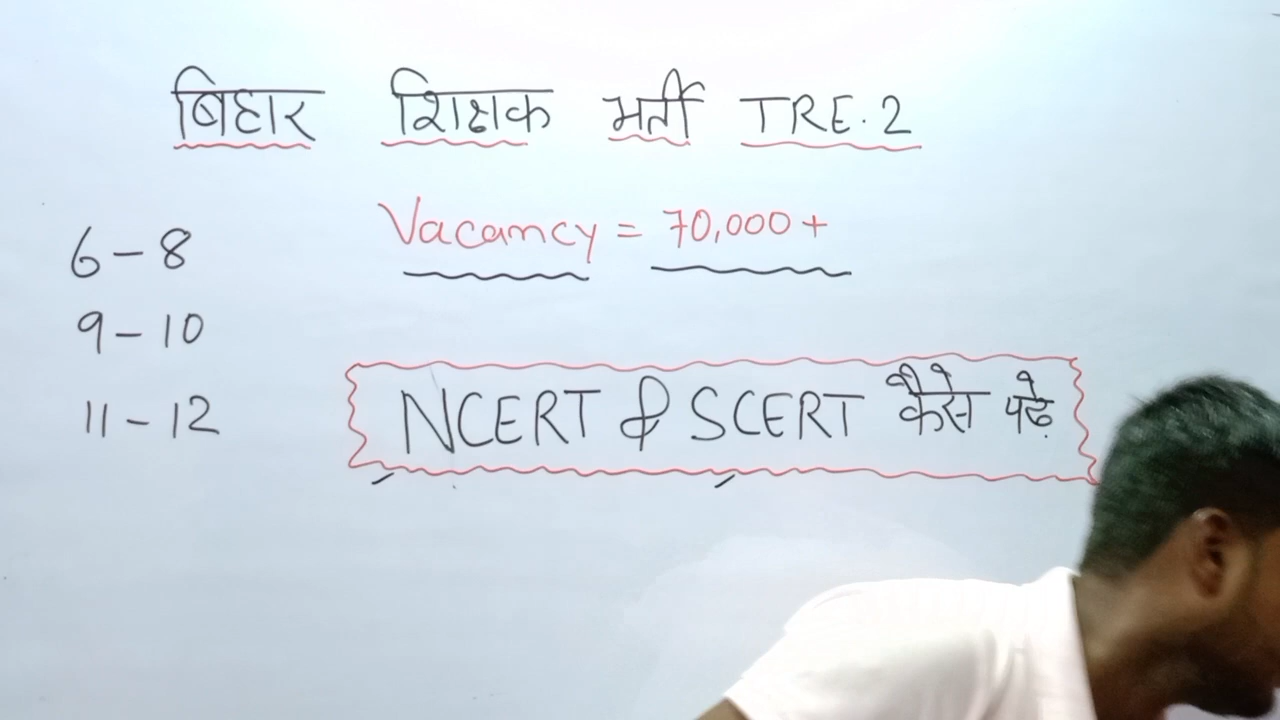 बिहार शिक्षक भर्ती TRE.2
Vacancy = 70,000+
6-8
9-10
11-12
NCERT & SCERT कैसे पढ़े